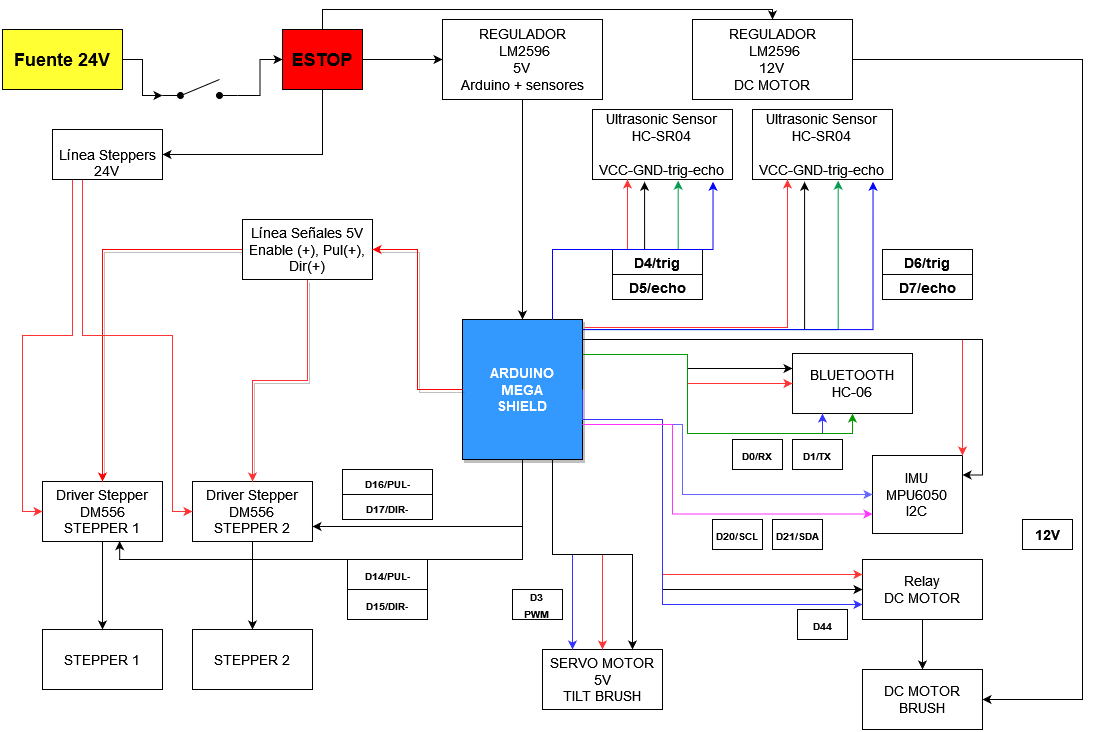 Fuente 24V
ESTOP
REGULADOR
LM2596
5V
Arduino + sensores
REGULADOR
LM2596
12V
DC MOTOR
Línea Steppers
24V
Ultrasonic Sensor
HC-SR04
VCC-GND-trig-echo
Ultrasonic Sensor
HC-SR04
VCC-GND-trig-echo
Línea Señales 5V
Enable (+), Pul(+),
Dir(+)
D4/trig
D5/echo
D6/trig
D7/echo
ARDUINO
MEGA
SHIELD
BLUETOOTH
HC-06
D0/RX
D1/TX
IMU
MPU6050
I2C
D20/SCL
D21/SDA
12V
Driver Stepper
DM556
STEPPER 1
Driver Stepper
DM556
STEPPER 2
D16/PUL-
D17/DIR-
D14/PUL-
D15/DIR-
D3
PWM
Relay
DC MOTOR
D44
STEPPER 1
STEPPER 2
SERVO MOTOR
5V
TILT BRUSH
DC MOTOR
BRUSH